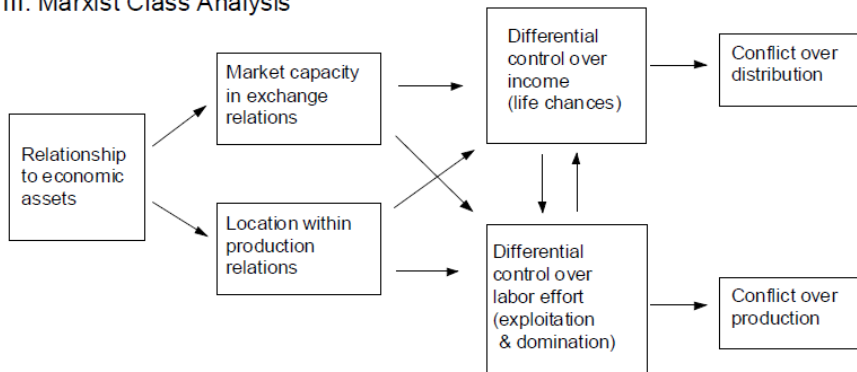 III. Marxist Class Analysis
Relationship
to economic
assets
Market capacity
in exchange
relations
Location within
production
relations
Differential
control over
income
(life chances)
Differential
control over
labor effort
(exploitation
& domination)
Conflict over
distribution
Conflict over
production